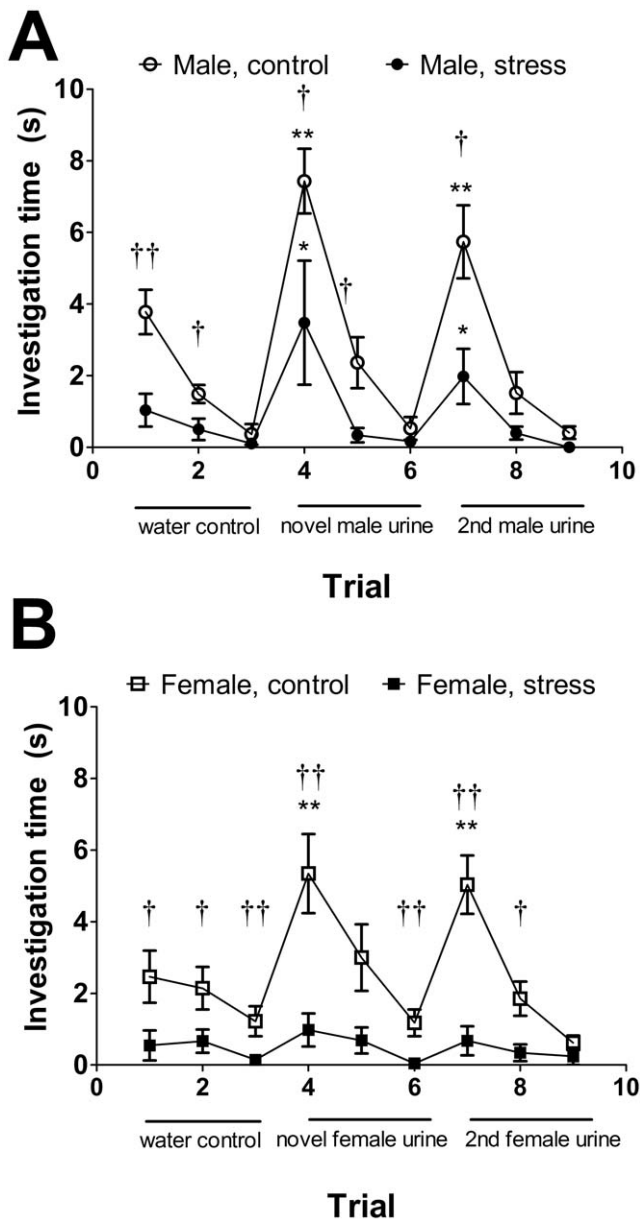 A
Male, control Male, stress
Investigation time (s)
10
8
6
4
2
0
††
†
†
**
*
†
†
**
*
0 2 4 6 8 10
water control novel male urine 2nd male urine
Trial
B
Female, control Female, stress
Investigation time (s)
10
8
6
4
2
0
† † ††
††
**
††
††
**
†
0 2 4 6 8 10
water control novel female urine 2nd female urine
Trial